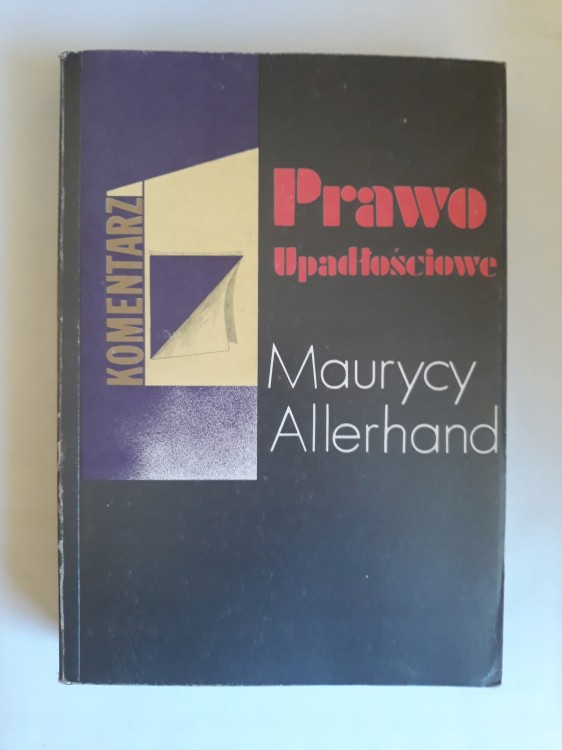 KOMENTARZ
Prawo
Upadłościowe
Maurycy
Allerhand